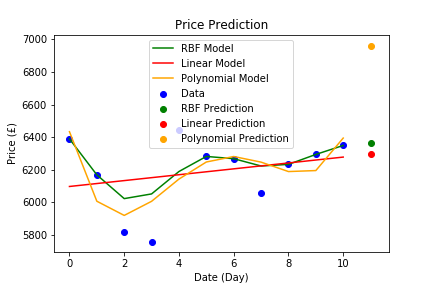 Price Prediction
7000
6800
6600
6400
6200
6000
5800
Price (£)
RBF Model
Linear Model
Polynomial Model
Data
RBF Prediction
Linear Prediction
Polynomial Prediction
0
2
4
6
8
10
Date (Day)